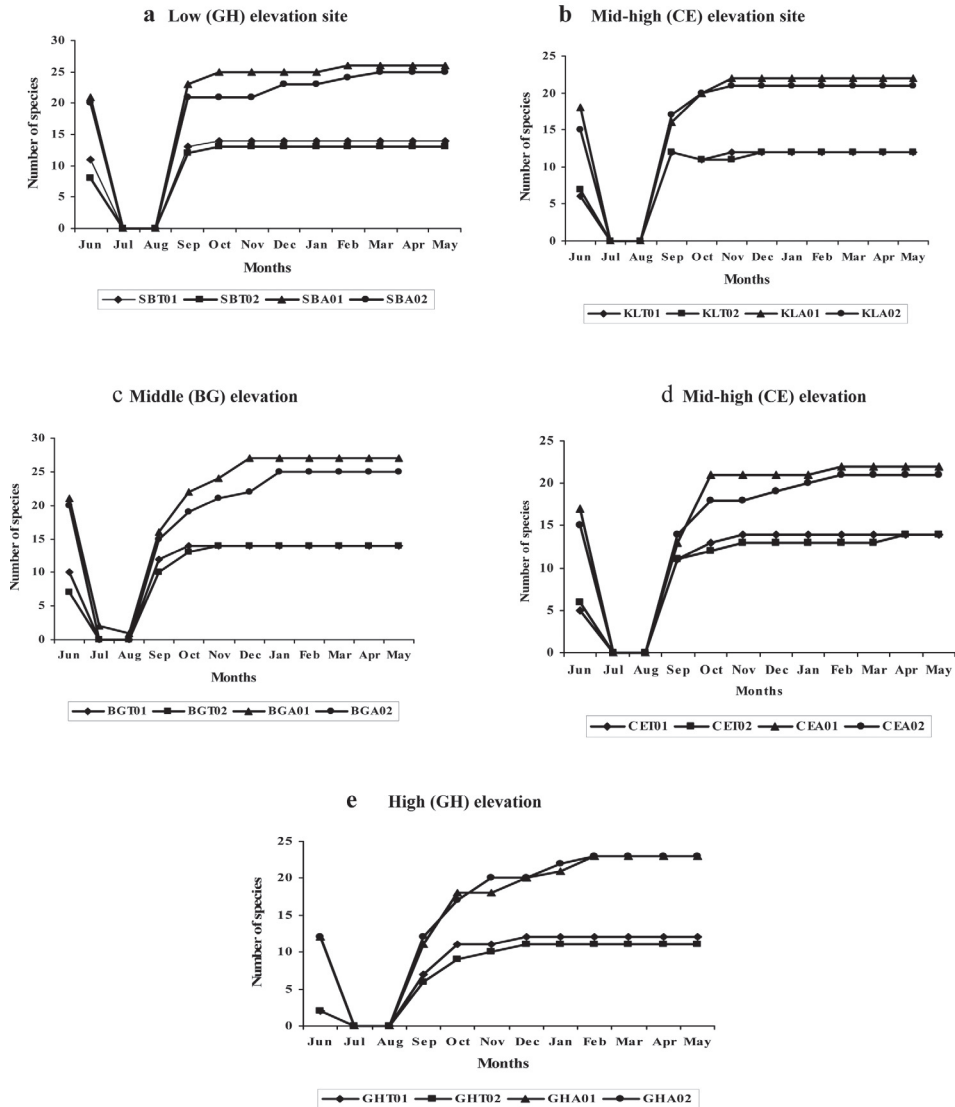 a Low (GH) elevation site
Number of species
30
25
20
15
10
5
0
Jun Jul Aug Sep Oct Nov Dec Jan Feb Mar Apr May
Months
SBT01 SBT02 SBA01 SBA02
b Mid-high (CE) elevation site
Number of species
25
20
15
10
5
0
Jun Jul Aug Sep Oct Nov Dec Jan Feb Mar Apr May
Months
KLT01 KLT02 KLA01 KLA02
c Middle (BG) elevation
Number of species
30
25
20
15
10
5
0
Jun Jul Aug Sep Oct Nov Dec Jan Feb Mar Apr May
Months
BGT01 BGT02 BGA01 BGA02
d Mid-high (CE) elevation
Number of species
25
20
15
10
5
0
Jun Jul Aug Sep Oct Nov Dec Jan Feb Mar Apr May
Months
CET01 CET02 CEA01 CEA02
e High (GH) elevation
Number of species
25
20
15
10
5
0
Jun Jul Aug Sep Oct Nov Dec Jan Feb Mar Apr May
Months
GHT01 GHT02 GHA01 GHA02